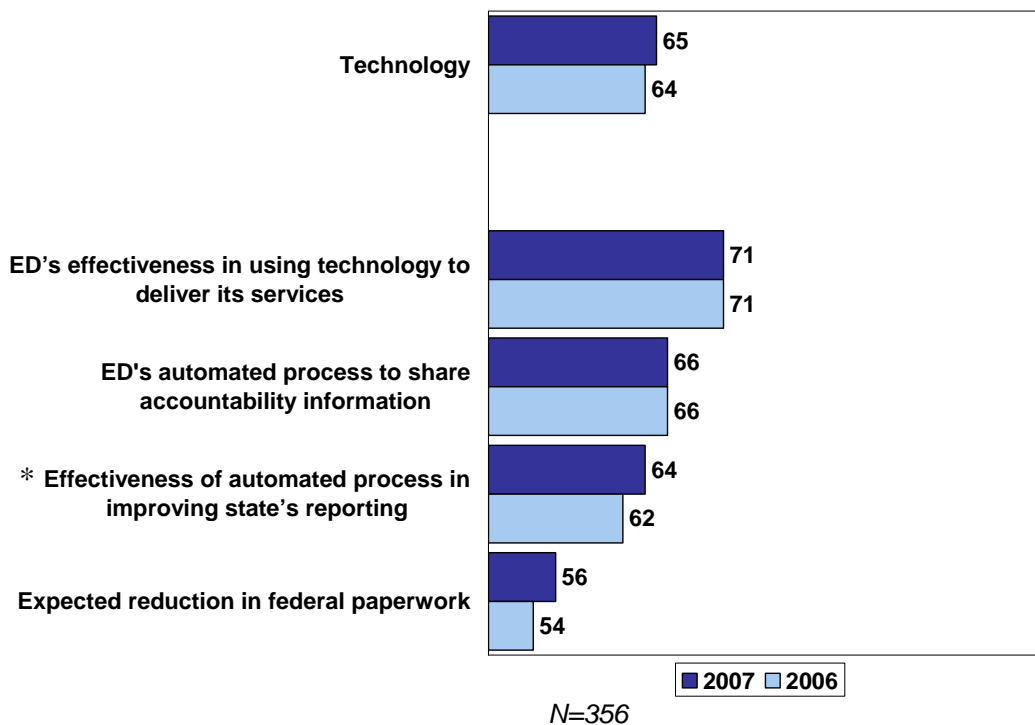 Technology
65
64
ED’s effectiveness in using technology to
deliver its services
71
71
ED's automated process to share
accountability information
66
66
* Effectiveness of automated process in
improving state’s reporting
64
62
Expected reduction in federal paperwork
56
54
2007 2006
N=356